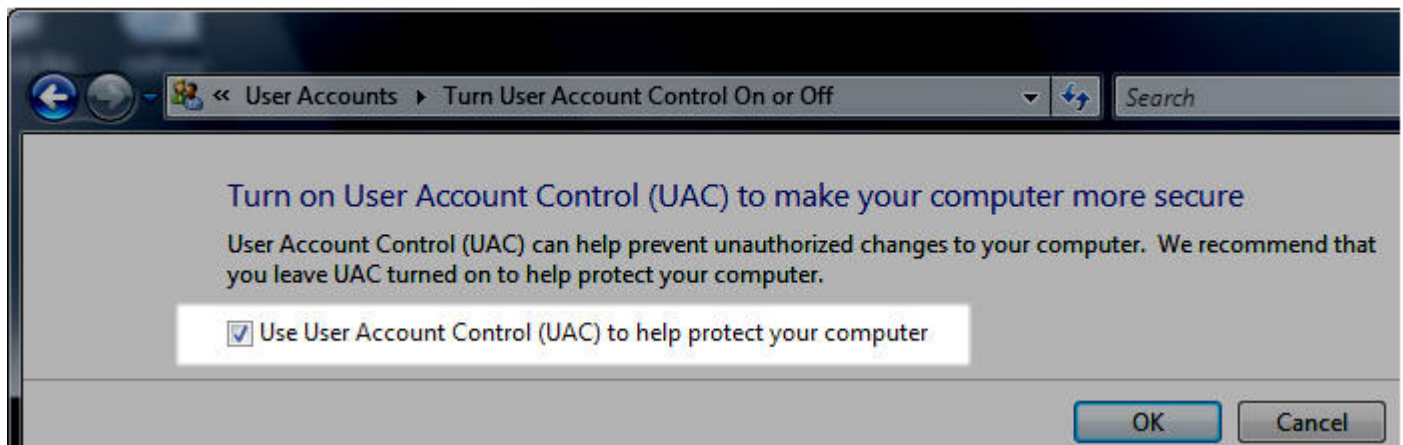 « User Accounts ▸ Turn User Account Control On or Off
Search
Turn on User Account Control (UAC) to make your computer more secure
User Account Control (UAC) can help prevent unauthorized changes to your computer. We recommend that
you leave UAC turned on to help protect your computer.
Use User Account Control (UAC) to help protect your computer
OK
Cancel